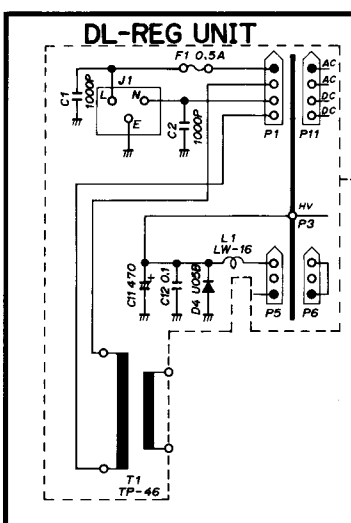 DL-REG UNIT
F1 0.5A
C1
1000P
J1
L
N
E
C2
1000P
P1
P11
AC
AC
DC
DC
HV
P3
L1
LW-16
C11 470
+
C12 0.1
D4 U05B
P5
P6
T1
TP-46